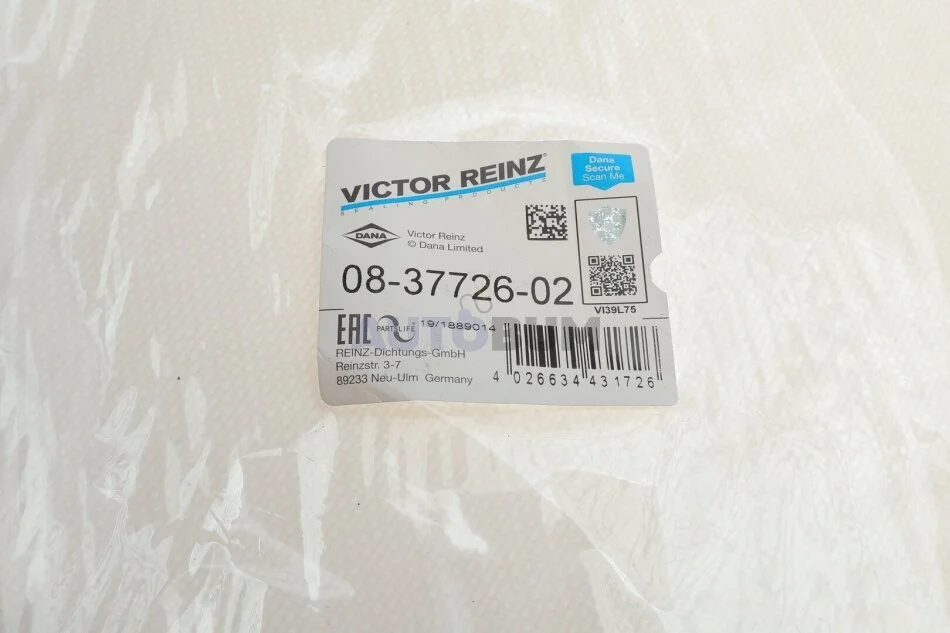 VICTOR REINZ®
SEALING PRODUCTS
Dana
Secure
Scan Me
DANA
Victor Reinz
© Dana Limited
08-37726-02
VI39L75
EAC PARTSLIFE 19/1889014
AUTOBUM
REINZ-Dichtungs-GmbH
Reinzstr. 3-7
89233 Neu-Ulm Germany
4 026634 431726